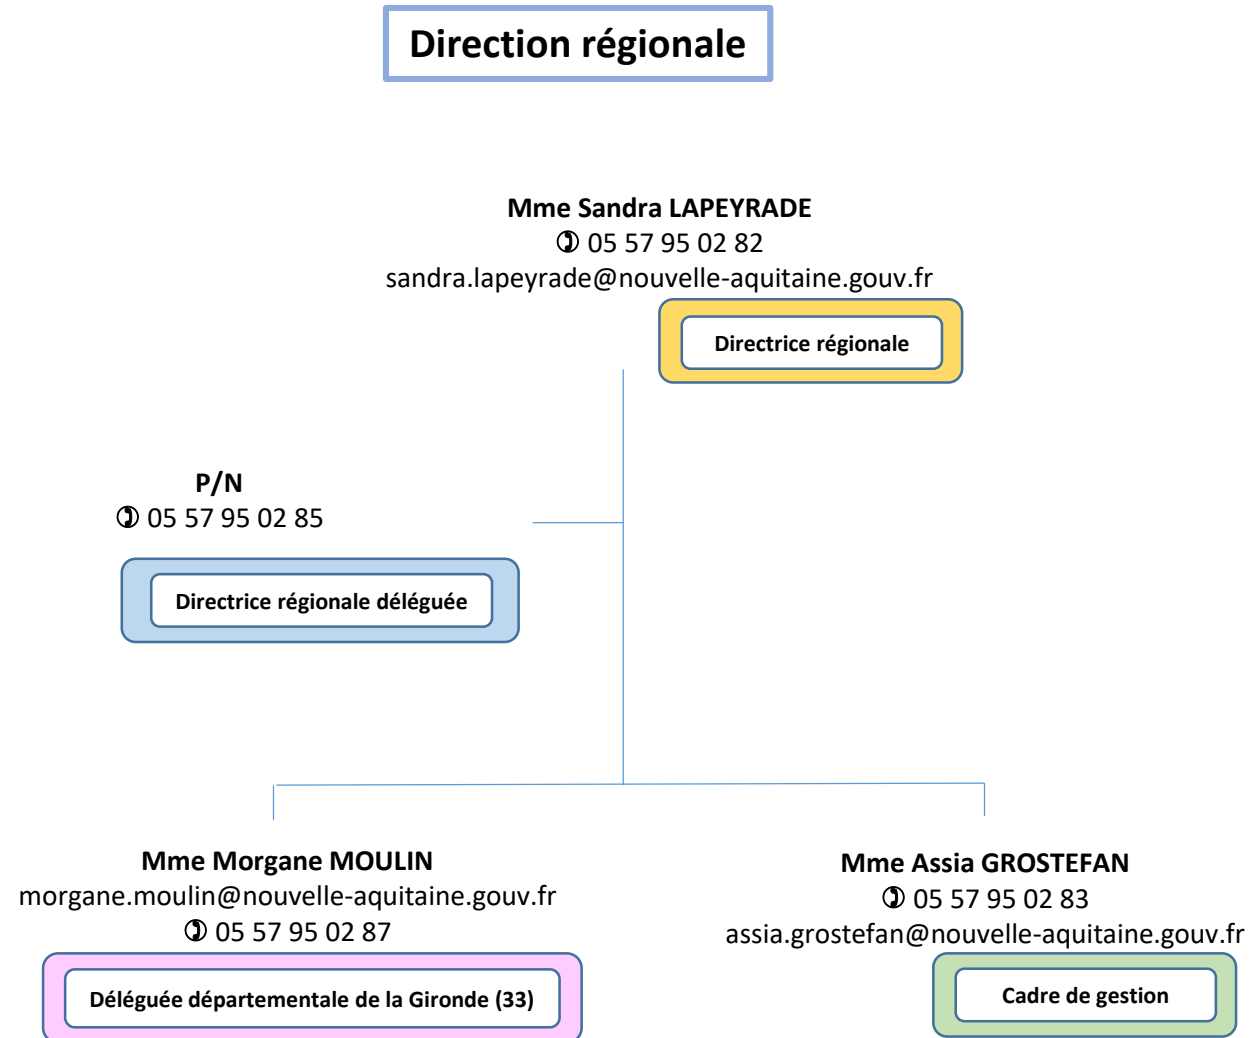 Direction régionale
Mme Sandra LAPEYRADE
✆ 05 57 95 02 82
sandra.lapeyrade@nouvelle-aquitaine.gouv.fr
Directrice régionale
P/N
✆ 05 57 95 02 85
Directrice régionale déléguée
Mme Morgane MOULIN
morgane.moulin@nouvelle-aquitaine.gouv.fr
✆ 05 57 95 02 87
Déléguée départementale de la Gironde (33)
Mme Assia GROSTEFAN
✆ 05 57 95 02 83
assia.grostefan@nouvelle-aquitaine.gouv.fr
Cadre de gestion